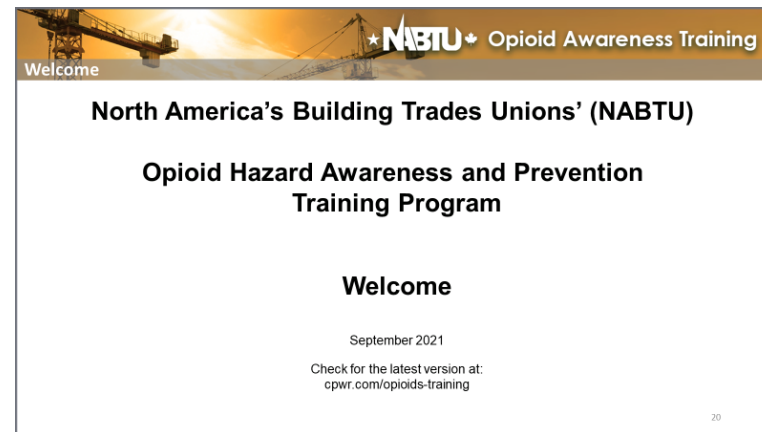 NABTU Opioid Awareness Training
Welcome
North America's Building Trades Unions' (NABTU)
Opioid Hazard Awareness and Prevention
Training Program
Welcome
September 2021
Check for the latest version at:
cpwr.com/opioids-training
20